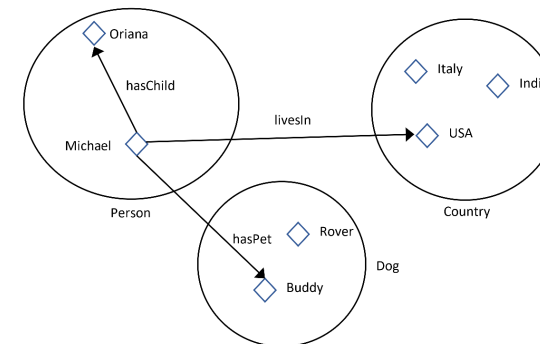 Oriana
hasChild
Michael
Person
livesIn
Italy
Indi
USA
Country
hasPet
Rover
Buddy
Dog